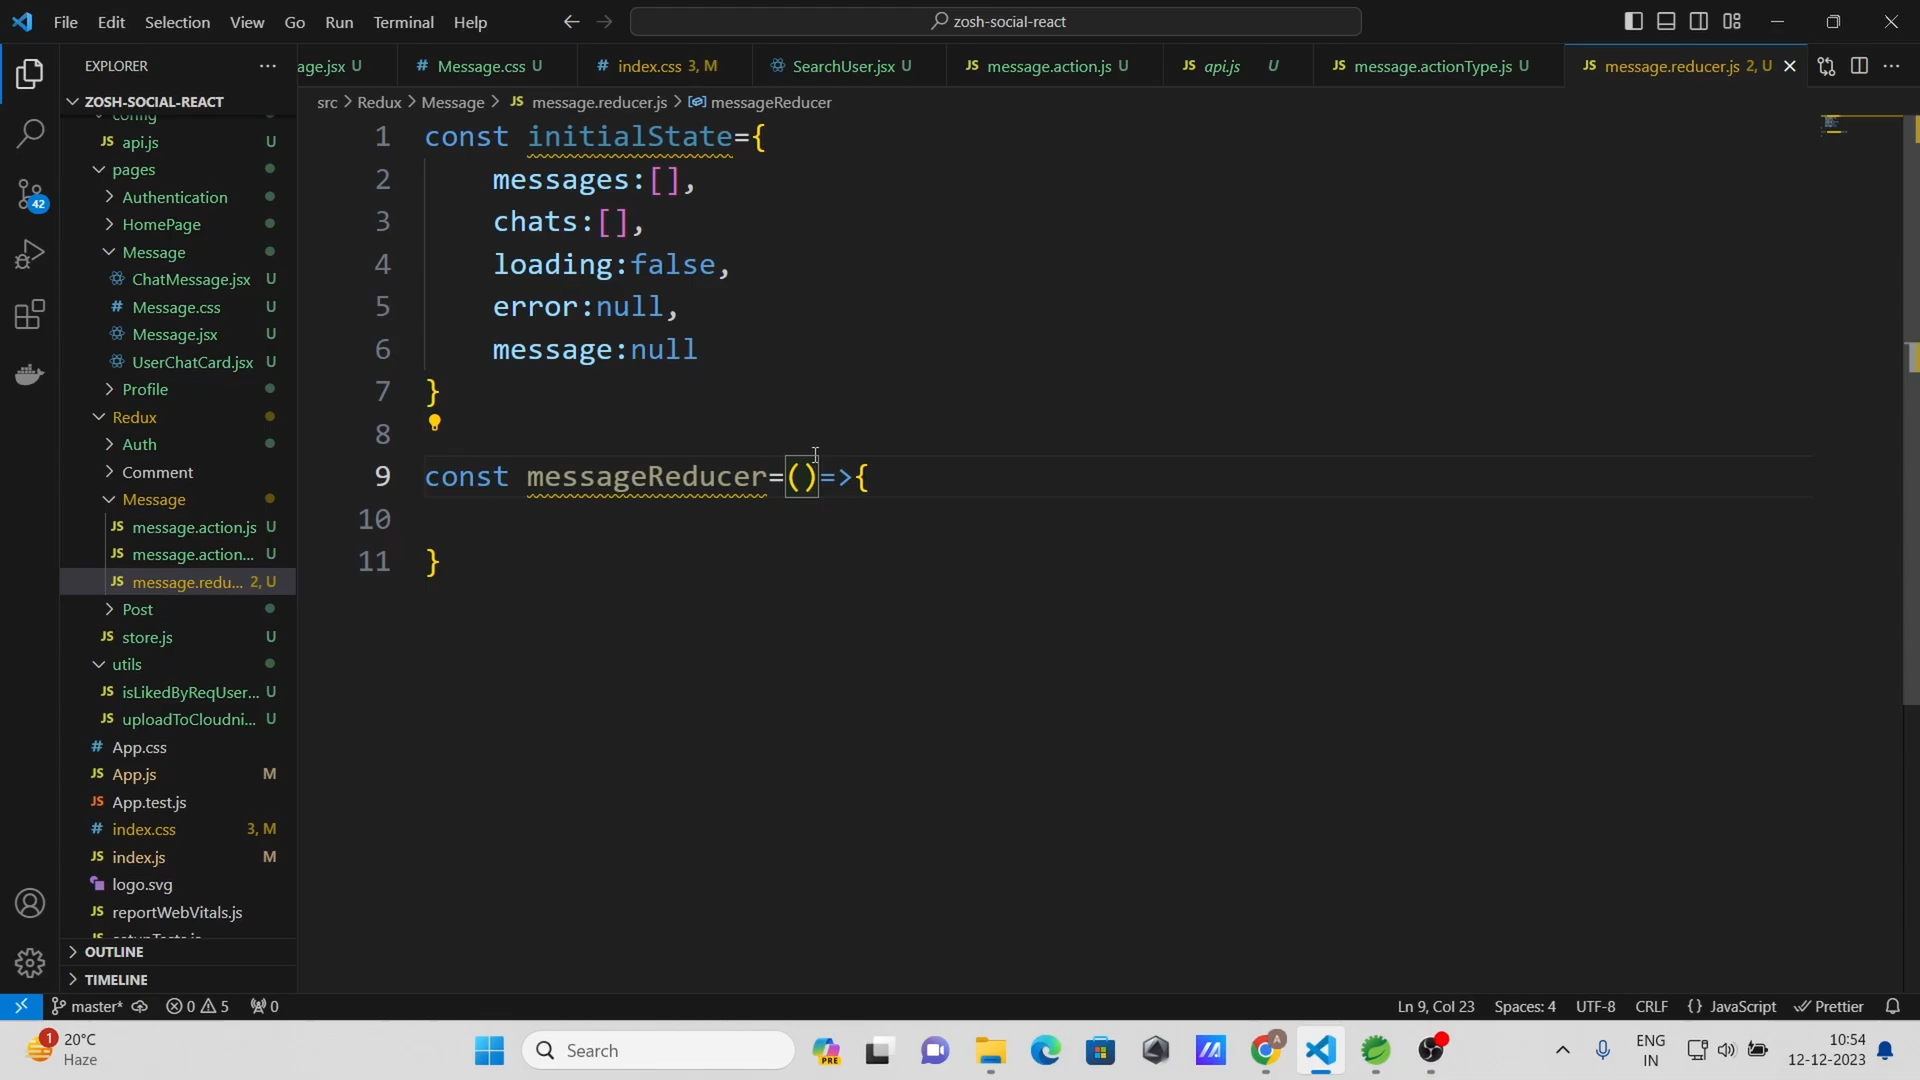 File Edit Selection View Go Run Terminal Help
zosh-social-react
EXPLORER
age.jsx U
# Message.css U
# index.css 3, M
SearchUser.jsx U
JS message.action.js U
JS api.js U
JS message.actionType.js U
JS message.reducer.js 2, U
ZOSH-SOCIAL-REACT
src > Redux > Message > JS message.reducer.js > messageReducer
config
JS api.js U
pages
Authentication
HomePage
Message
ChatMessage.jsx U
# Message.css U
Message.jsx U
UserChatCard.jsx U
Profile
Redux
Auth
Comment
Message
JS message.action.js U
JS message.action... U
JS message.redu... 2, U
Post
JS store.js U
utils
JS isLikedByReqUser... U
JS uploadToCloudni... U
# App.css
JS App.js M
JS App.test.js
# index.css 3, M
JS index.js M
logo.svg
JS reportWebVitals.js
OUTLINE
TIMELINE
42
1 const initialState={
2 messages:[],
3 chats:[],
4 loading:false,
5 error:null,
6 message:null
7 }
8
9 const messageReducer=()=>{
10
11 }
master* 0 5 0
Ln 9, Col 23 Spaces: 4 UTF-8 CRLF {} JavaScript Prettier
1 20°C
Haze
Search
PRE
A
ENG
IN
10:54
12-12-2023